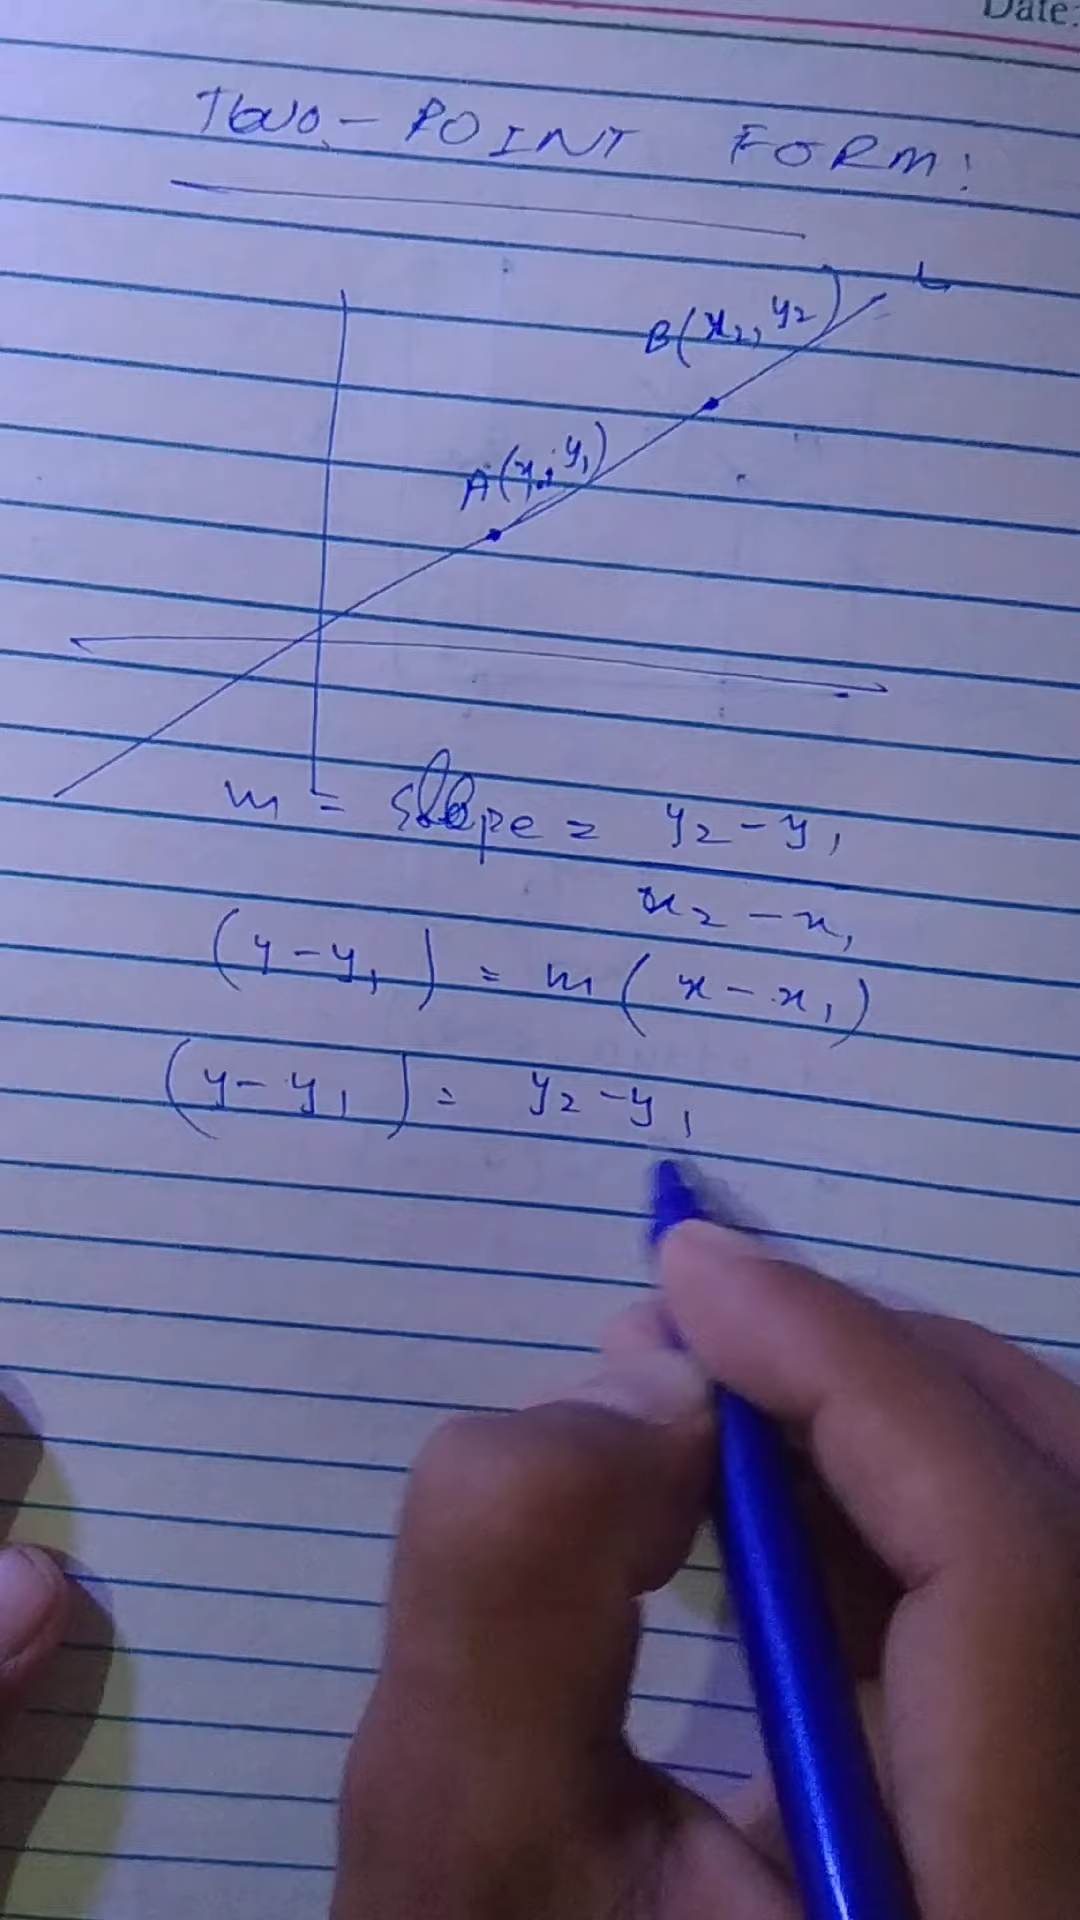 Date:
TWO - POINT FORM:
L
B(x₂, y₂)
A(x₁, y₁)
m = slope = y₂ - y₁
x₂ - x₁
(y - y₁) = m(x - x₁)
(y - y₁) = y₂ - y₁